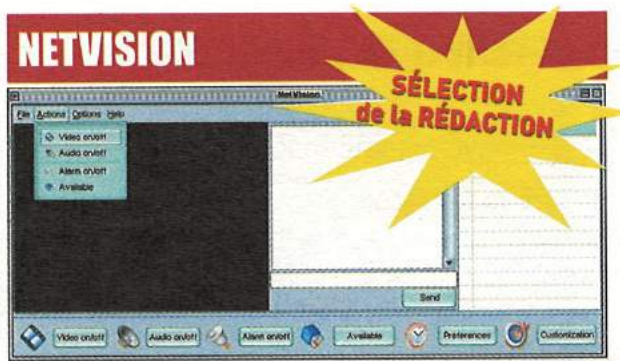 NETVISION
SÉLECTION
de la RÉDACTION
NetVision
File Actions Options Help
Video on/off
Audio on/off
Alarm on/off
Available
Send
Video on/off
Audio on/off
Alarm on/off
Available
Preferences
Customization